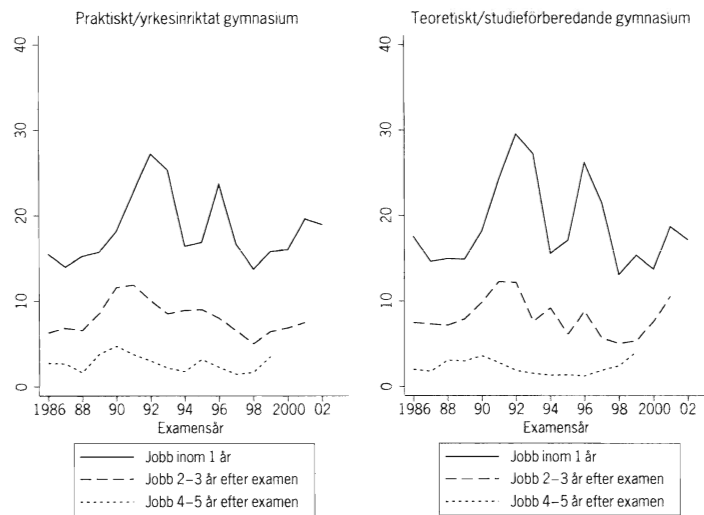 Praktiskt/yrkesinriktat gymnasium
40
30
20
10
0
1986 88 90 92 94 96 98 2000 02
Examensår
Jobb inom 1 år
Jobb 2–3 år efter examen
Jobb 4–5 år efter examen
Teoretiskt/studieförberedande gymnasium
40
30
20
10
0
1986 88 90 92 94 96 98 2000 02
Examensår
Jobb inom 1 år
Jobb 2–3 år efter examen
Jobb 4–5 år efter examen